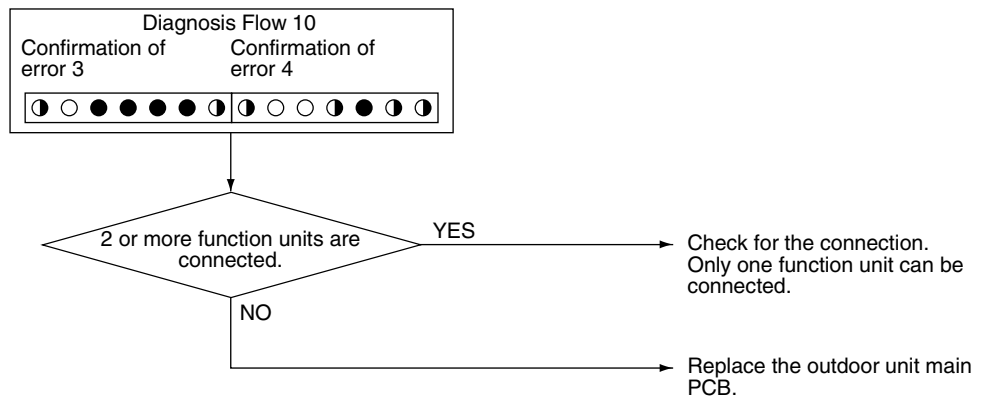 Diagnosis Flow 10
Confirmation of
error 3
Confirmation of
error 4
2 or more function units are
connected.
YES
Check for the connection.
Only one function unit can be
connected.
NO
Replace the outdoor unit main
PCB.